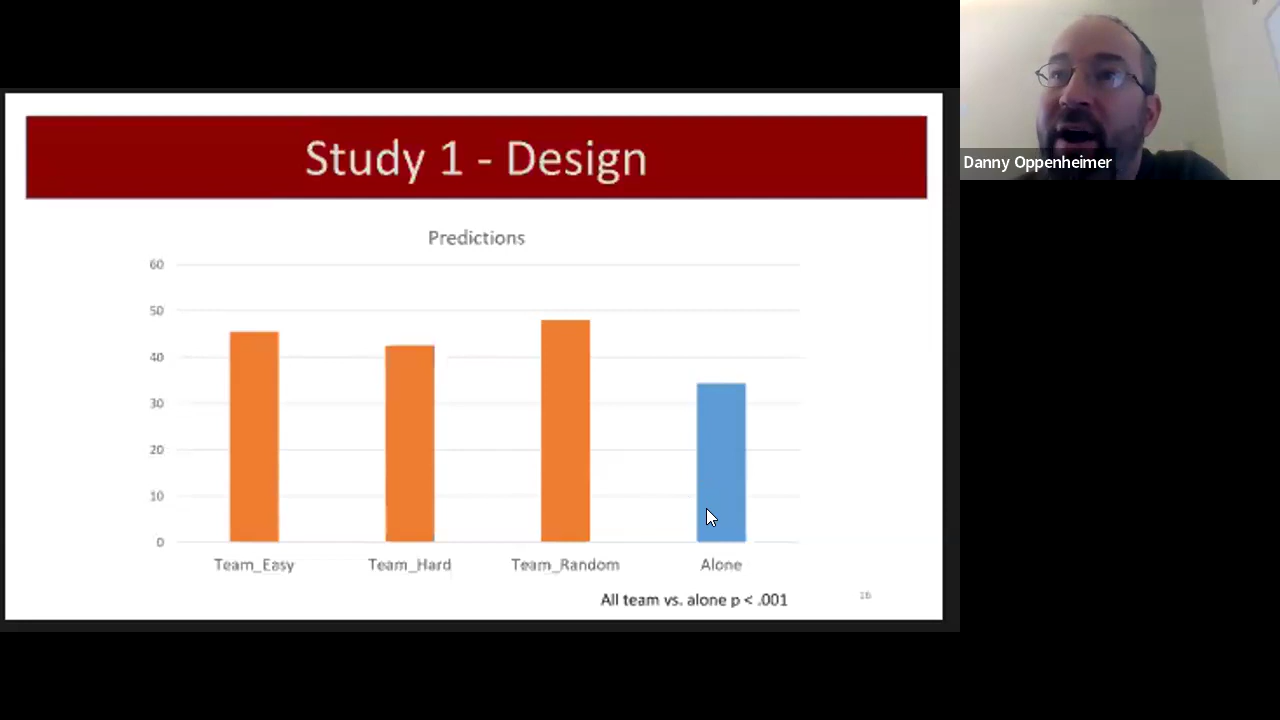 Study 1 - Design
Predictions
60
50
40
30
20
10
0
Team_Easy
Team_Hard
Team_Random
Alone
All team vs. alone p < .001
16
Danny Oppenheimer